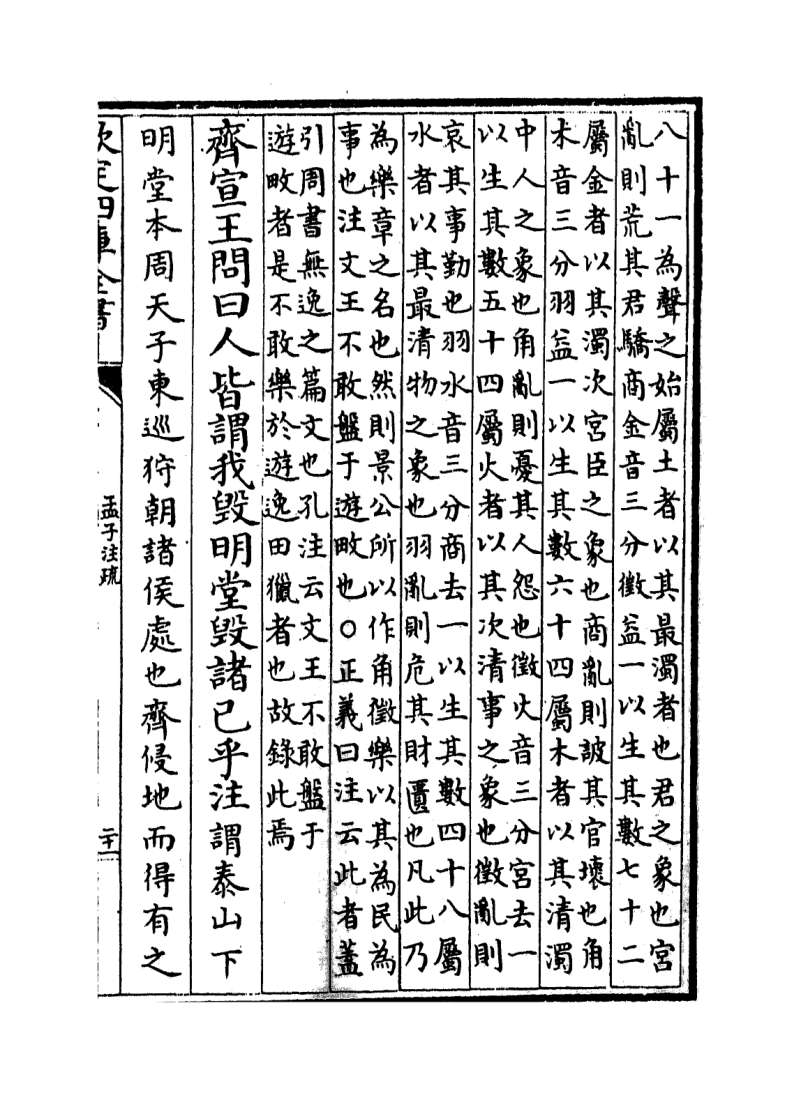 八十一為聲之始屬土者以其最濁者也君之象也宮
亂則荒其君驕商金音三分徵益一以生其數七十二
屬金者以其濁次宮臣之象也商亂則詖其官壞也角
木音三分羽益一以生其數六十四屬木者以其清濁
中人之象也角亂則憂其人怨也徵火音三分宮去一
以生其數五十四屬火者以其次清事之象也徵亂則
哀其事勤也羽水音三分商去一以生其數四十八屬
水者以其最清物之象也羽亂則危其財匱也凡此乃
為樂章之名也然則景公所以作角徵樂以其為民為
事也注文王不敢盤于遊畋也○正義曰注云此者蓋
引周書無逸之篇文也孔注云文王不敢盤于
遊畋者是不敢樂於遊逸田獵者也故錄此焉
齊宣王問曰人皆謂我毀明堂毀諸已乎注謂泰山下
明堂本周天子東巡狩朝諸侯處也齊侵地而得有之
欽定四庫全書
孟子注疏
二十一